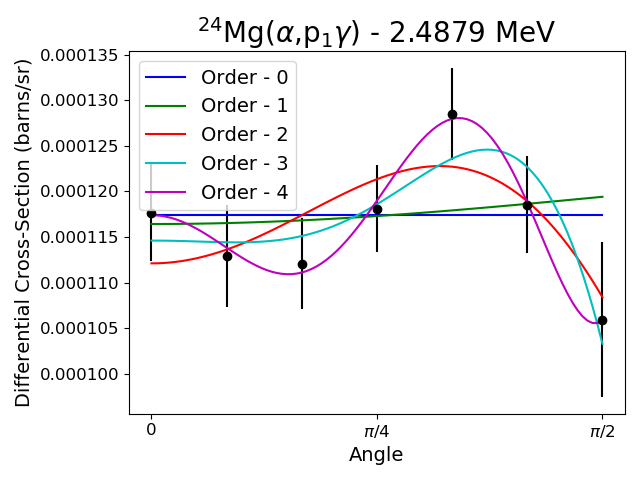 ²⁴Mg(α,p₁γ) - 2.4879 MeV
Differential Cross-Section (barns/sr)
0.000135
0.000130
0.000125
0.000120
0.000115
0.000110
0.000105
0.000100
Order - 0
Order - 1
Order - 2
Order - 3
Order - 4
0 π/4 π/2
Angle